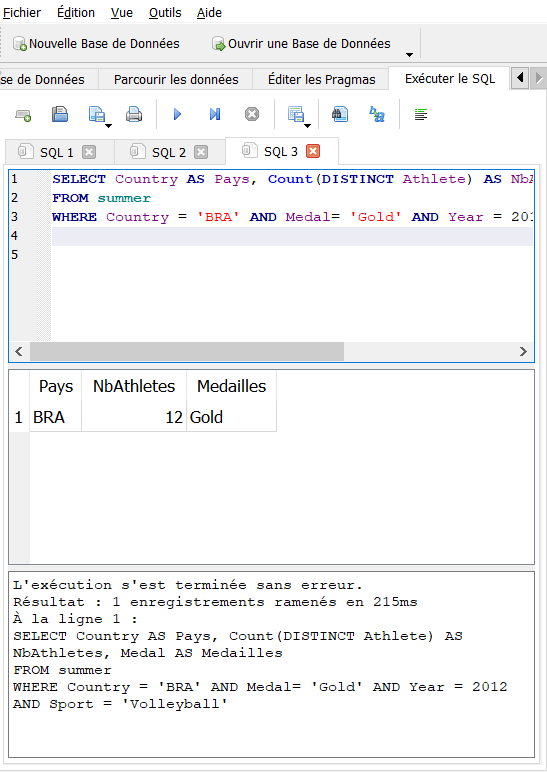 Fichier Édition Vue Outils Aide
Nouvelle Base de Données Ouvrir une Base de Données
se de Données Parcourir les données Éditer les Pragmas Exécuter le SQL
SQL 1 SQL 2 SQL 3
1 SELECT Country AS Pays, Count(DISTINCT Athlete) AS NbA
2 FROM summer
3 WHERE Country = 'BRA' AND Medal= 'Gold' AND Year = 201
4
5
Pays NbAthletes Medailles
1 BRA 12 Gold
L'exécution s'est terminée sans erreur.
Résultat : 1 enregistrements ramenés en 215ms
À la ligne 1 :
SELECT Country AS Pays, Count(DISTINCT Athlete) AS
NbAthletes, Medal AS Medailles
FROM summer
WHERE Country = 'BRA' AND Medal= 'Gold' AND Year = 2012
AND Sport = 'Volleyball'